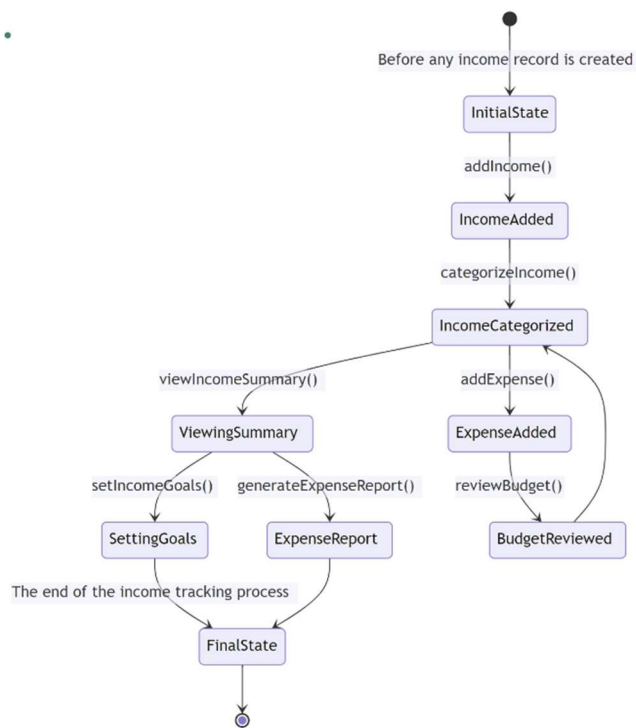 Before any income record is created
InitialState
addIncome()
IncomeAdded
categorizeIncome()
IncomeCategorized
viewIncomeSummary()
addExpense()
ViewingSummary
ExpenseAdded
setIncomeGoals()
generateExpenseReport()
reviewBudget()
SettingGoals
ExpenseReport
BudgetReviewed
The end of the income tracking process
FinalState